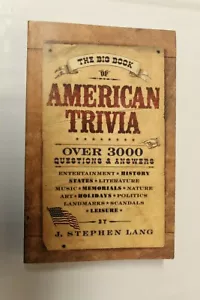 THE BIG BOOK
OF
AMERICAN
TRIVIA
OVER 3000
QUESTIONS & ANSWERS
ENTERTAINMENT • HISTORY
STATES • LITERATURE
MUSIC • MEMORIALS • NATURE
ART • HOLIDAYS • POLITICS
LANDMARKS • SCANDALS
• LEISURE •
BY
J. STEPHEN LANG